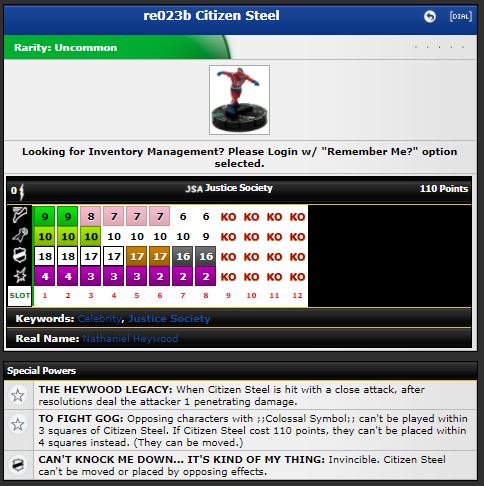 re023b Citizen Steel
[DIAL]
Rarity: Uncommon
Looking for Inventory Management? Please Login w/ "Remember Me?" option
selected.
0 JSA Justice Society 110 Points
9 9 8 7 7 7 6 6 KO KO KO KO
10 10 10 10 10 10 10 9 KO KO KO KO
18 18 17 17 17 17 16 16 KO KO KO KO
4 4 3 3 3 2 2 2 KO KO KO KO
SLOT 1 2 3 4 5 6 7 8 9 10 11 12
Keywords: Celebrity, Justice Society
Real Name: Nathaniel Heywood
Special Powers
THE HEYWOOD LEGACY: When Citizen Steel is hit with a close attack, after
resolutions deal the attacker 1 penetrating damage.
TO FIGHT GOG: Opposing characters with ;;Colossal Symbol;; can't be played within
3 squares of Citizen Steel. If Citizen Steel cost 110 points, they can't be placed within
4 squares instead. (They can be moved.)
CAN'T KNOCK ME DOWN... IT'S KIND OF MY THING: Invincible. Citizen Steel
can't be moved or placed by opposing effects.